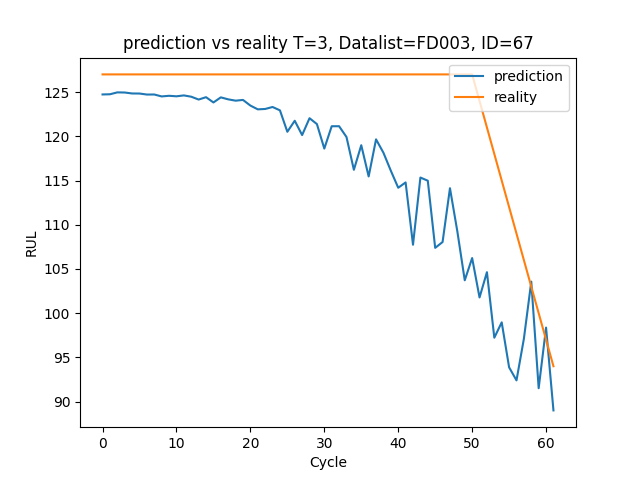 prediction vs reality T=3, Datalist=FD003, ID=67
prediction
reality
RUL
125
120
115
110
105
100
95
90
0 10 20 30 40 50 60
Cycle